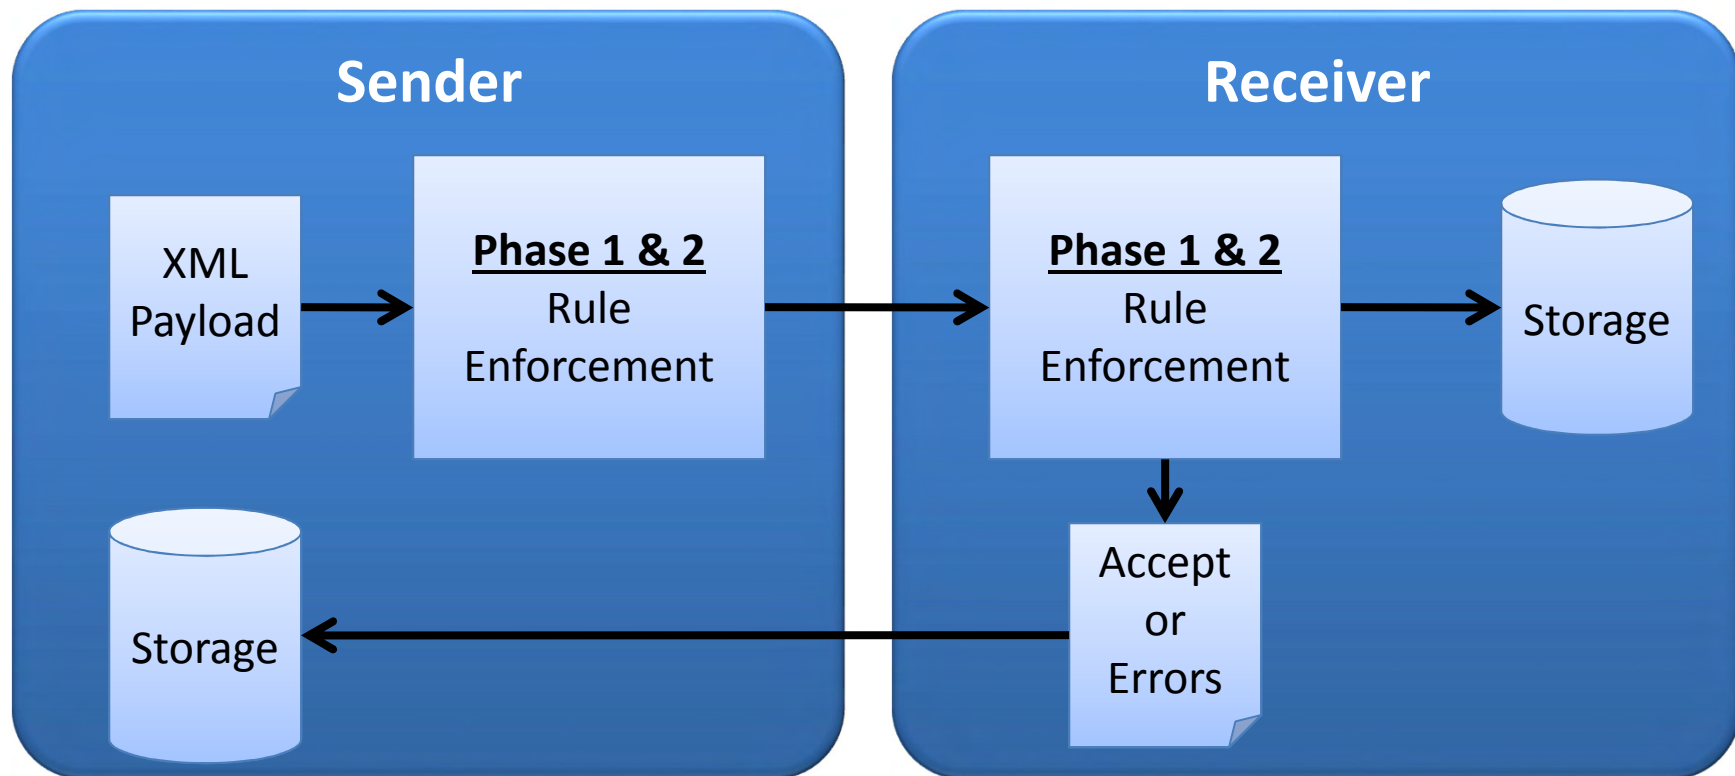 Sender
XML
Payload
Phase 1 & 2
Rule
Enforcement
Storage
Receiver
Phase 1 & 2
Rule
Enforcement
Storage
Accept
or
Errors